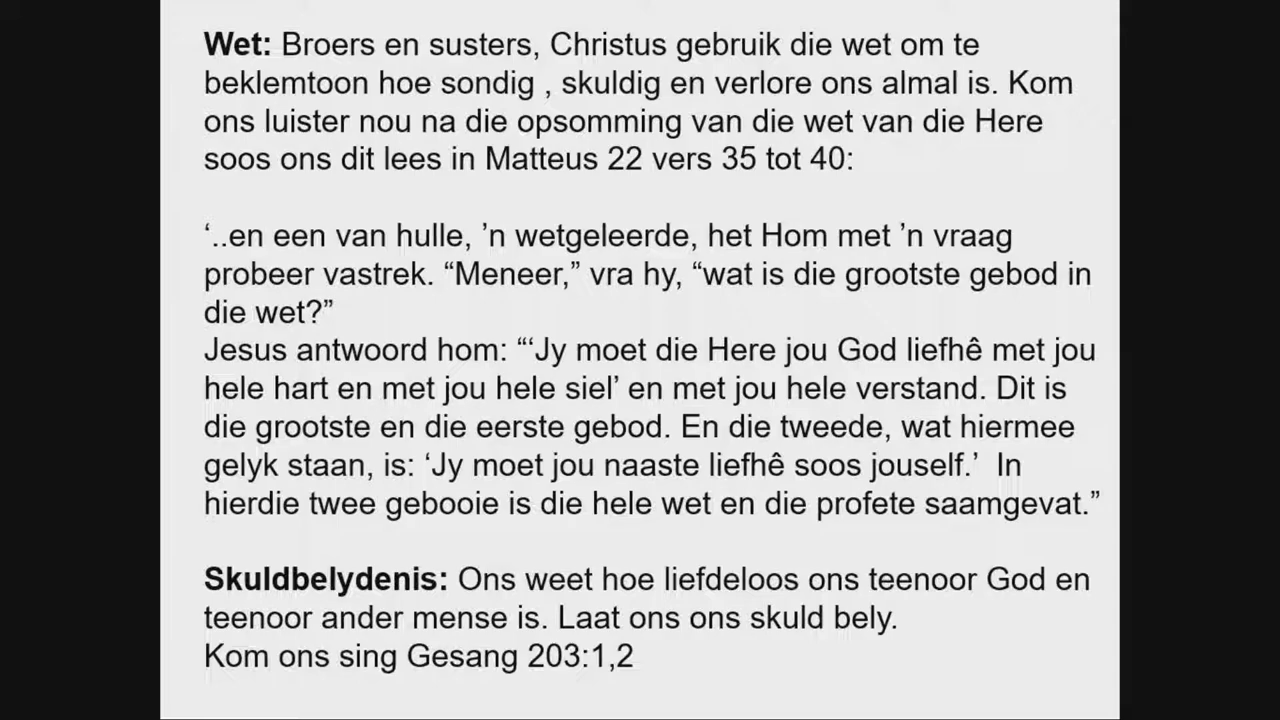 Wet: Broers en susters, Christus gebruik die wet om te
beklemtoon hoe sondig , skuldig en verlore ons almal is. Kom
ons luister nou na die opsomming van die wet van die Here
soos ons dit lees in Matteus 22 vers 35 tot 40:
‘..en een van hulle, ’n wetgeleerde, het Hom met ’n vraag
probeer vastrek. “Meneer,” vra hy, “wat is die grootste gebod in
die wet?”
Jesus antwoord hom: “‘Jy moet die Here jou God liefhê met jou
hele hart en met jou hele siel’ en met jou hele verstand. Dit is
die grootste en die eerste gebod. En die tweede, wat hiermee
gelyk staan, is: ‘Jy moet jou naaste liefhê soos jouself.’  In
hierdie twee gebooie is die hele wet en die profete saamgevat.”
Skuldbelydenis: Ons weet hoe liefdeloos ons teenoor God en
teenoor ander mense is. Laat ons ons skuld bely.
Kom ons sing Gesang 203:1,2